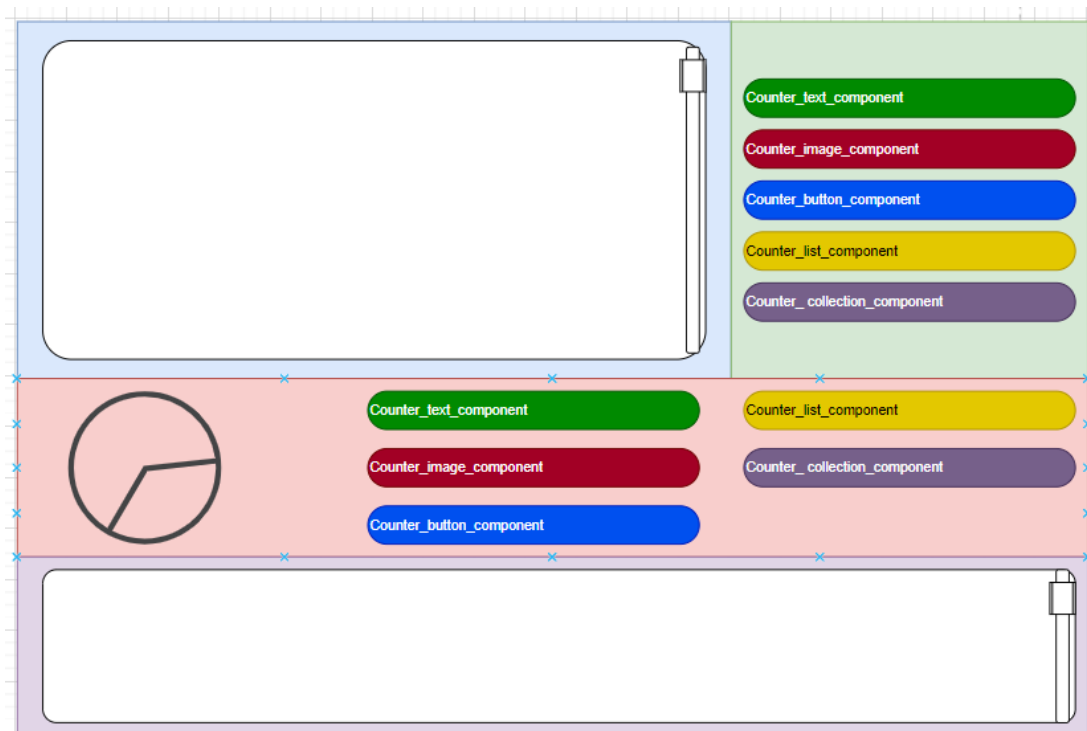 Counter_text_component
Counter_image_component
Counter_button_component
Counter_list_component
Counter_ collection_component
Counter_text_component
Counter_list_component
Counter_image_component
Counter_ collection_component
Counter_button_component